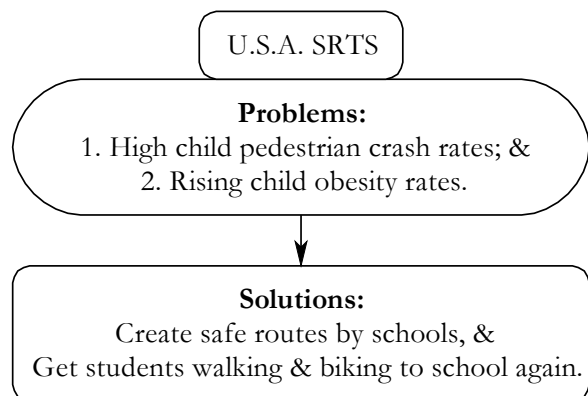 U.S.A. SRTS
Problems:
1. High child pedestrian crash rates; &
2. Rising child obesity rates.
Solutions:
Create safe routes by schools, &
Get students walking & biking to school again.